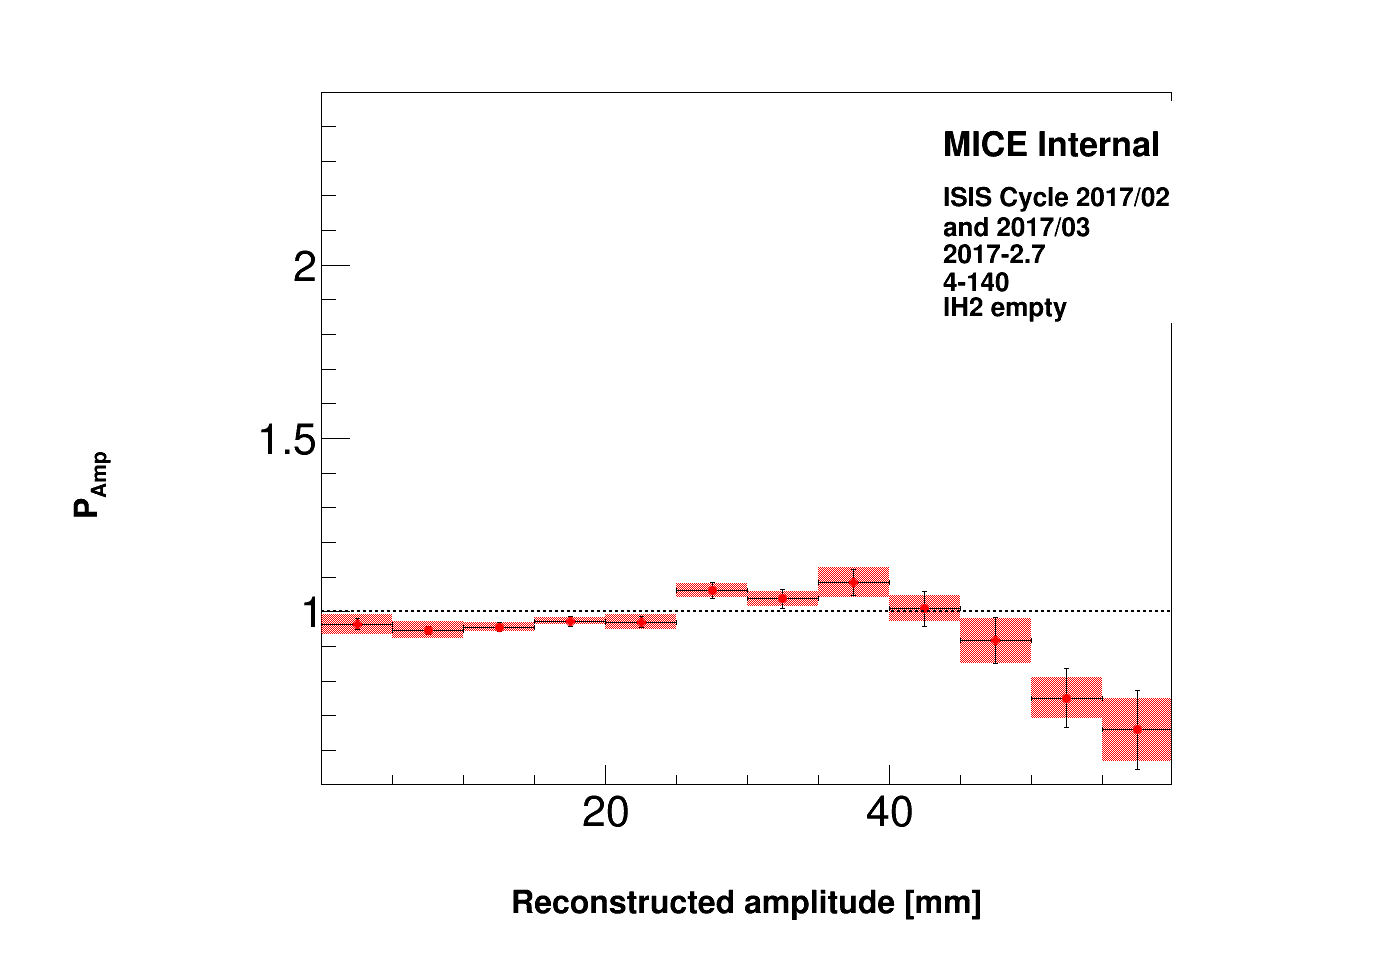 MICE Internal
ISIS Cycle 2017/02
and 2017/03
2017-2.7
4-140
IH2 empty
2
1.5
1
P_Amp
20 40
Reconstructed amplitude [mm]